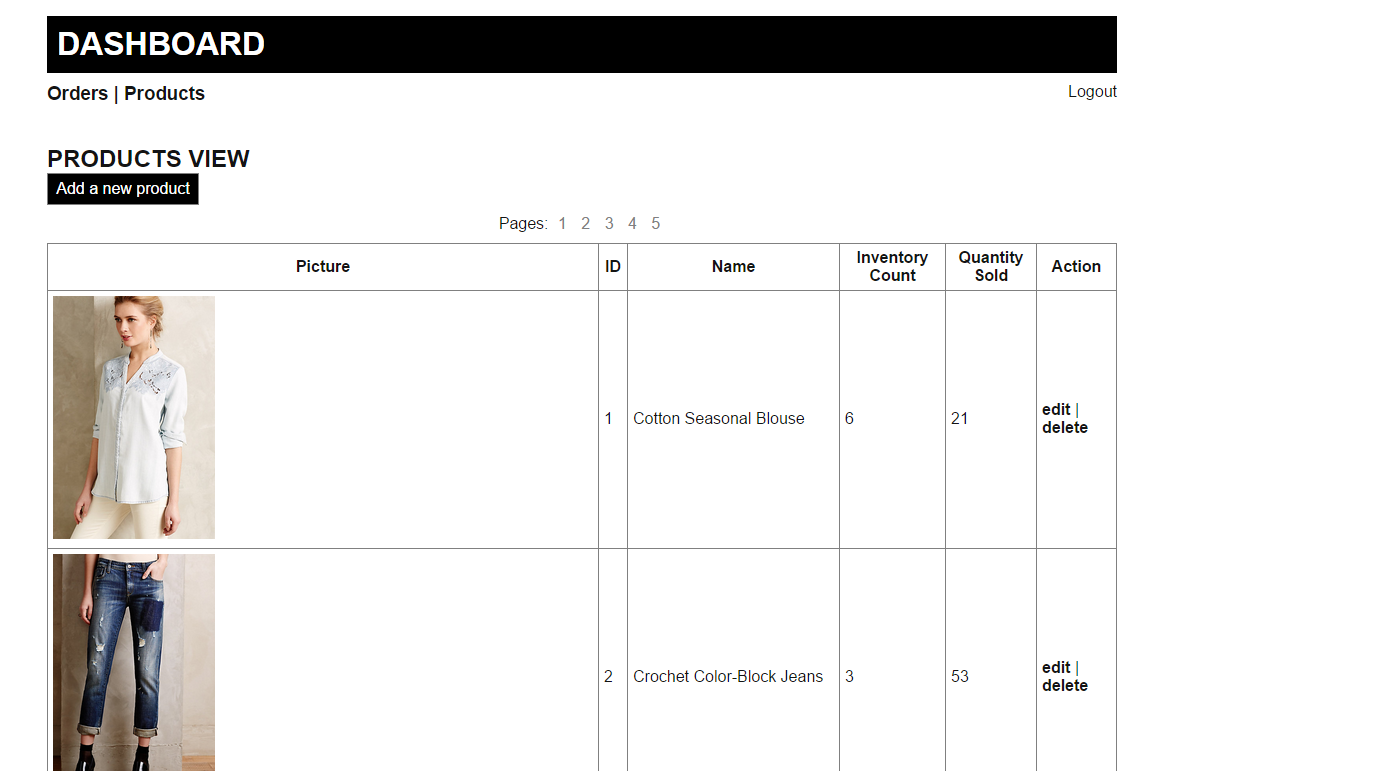 DASHBOARD
Orders | Products
Logout
PRODUCTS VIEW
Add a new product
Pages: 1 2 3 4 5
Picture
ID
Name
Inventory
Count
Quantity
Sold
Action
1
Cotton Seasonal Blouse
6
21
edit |
delete
2
Crochet Color-Block Jeans
3
53
edit |
delete